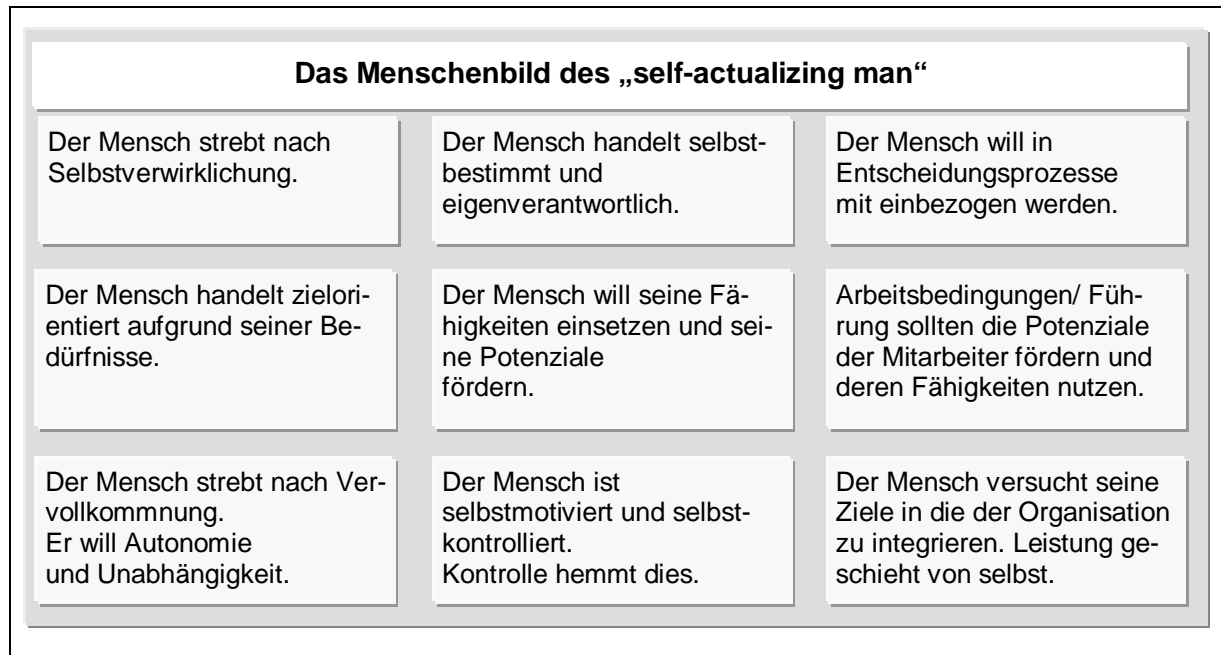 Das Menschenbild des „self-actualizing man“
Der Mensch strebt nach
Selbstverwirklichung.
Der Mensch handelt selbst-
bestimmt und
eigenverantwortlich.
Der Mensch will in
Entscheidungsprozesse
mit einbezogen werden.
Der Mensch handelt zielori-
entiert aufgrund seiner Be-
dürfnisse.
Der Mensch will seine Fä-
higkeiten einsetzen und sei-
ne Potenziale
fördern.
Arbeitsbedingungen/ Füh-
rung sollten die Potenziale
der Mitarbeiter fördern und
deren Fähigkeiten nutzen.
Der Mensch strebt nach Ver-
vollkommnung.
Er will Autonomie
und Unabhängigkeit.
Der Mensch ist
selbstmotiviert und selbst-
kontrolliert.
Kontrolle hemmt dies.
Der Mensch versucht seine
Ziele in die der Organisation
zu integrieren. Leistung ge-
schieht von selbst.